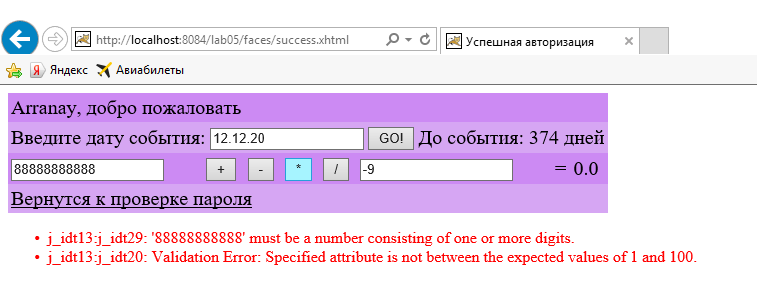 http://localhost:8084/lab05/faces/success.xhtml
Успешная авторизация
Яндекс Авиабилеты
Arranay, добро пожаловать
Введите дату события: 12.12.20 GO! До события: 374 дней
88888888888 + - * / -9 = 0.0
Вернутся к проверке пароля
• j_idt13:j_idt29: '88888888888' must be a number consisting of one or more digits.
• j_idt13:j_idt20: Validation Error: Specified attribute is not between the expected values of 1 and 100.